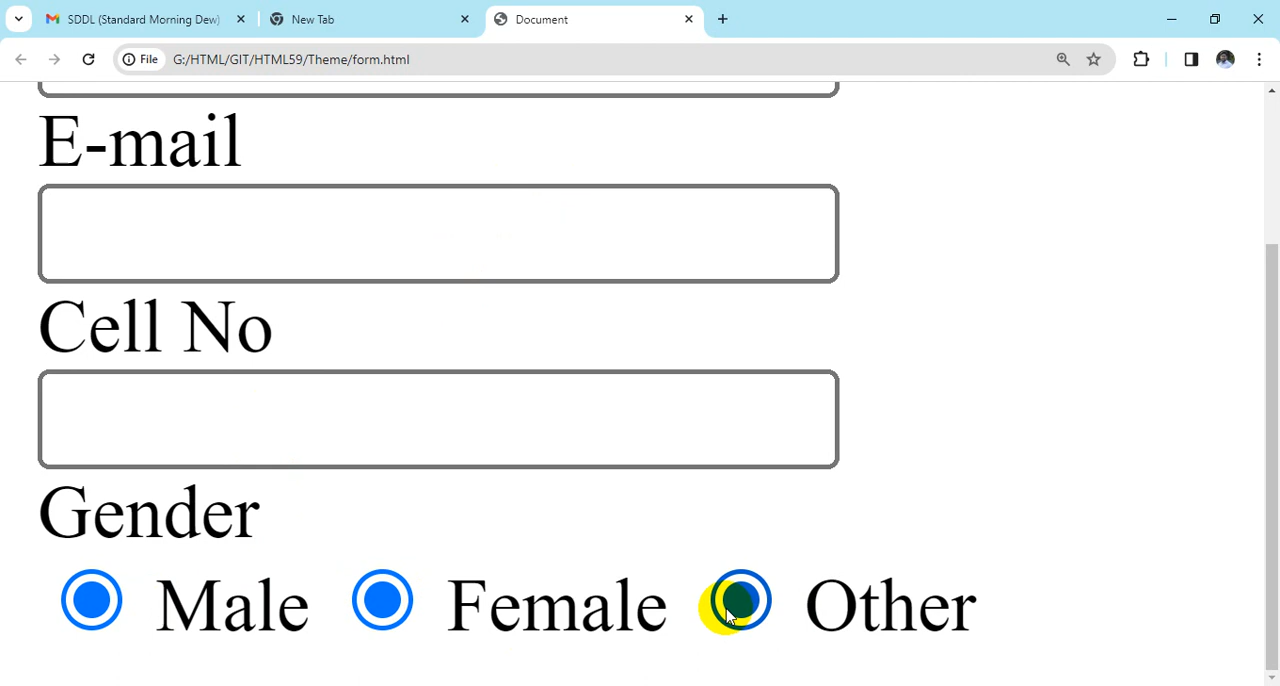 SDDL (Standard Morning Dew)
New Tab
Document
File
G:/HTML/GIT/HTML59/Theme/form.html
E-mail
Cell No
Gender
Male Female Other